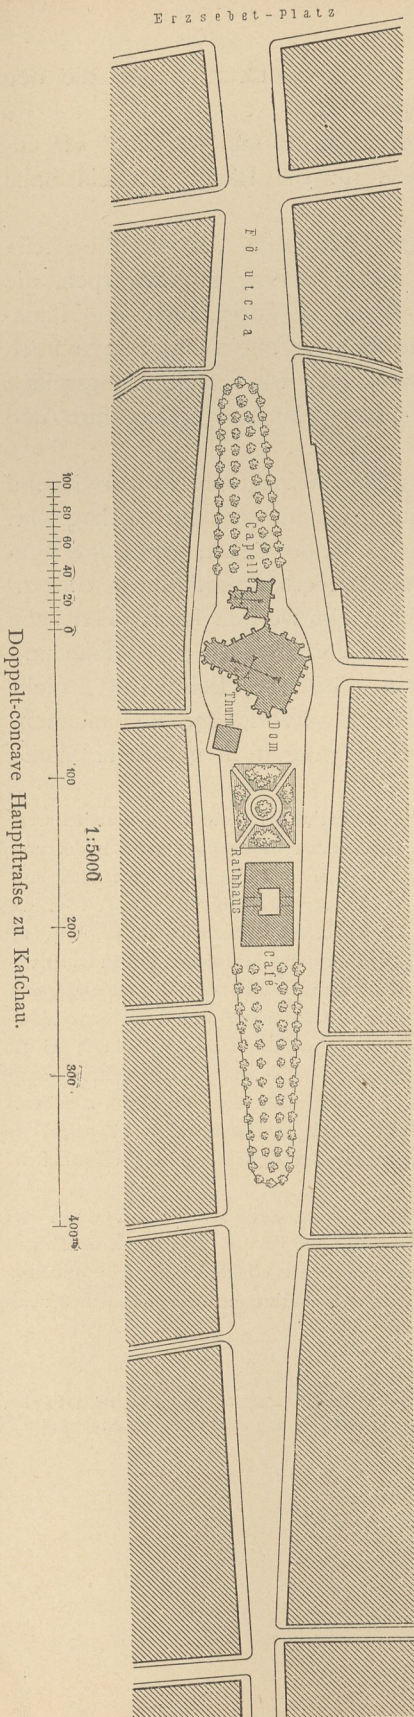 Erzsebet-Platz
Fö utcza
Capelle
Dom
Thurm
Rathhaus
Café
100 80 60 40 20 0 100 200 300 400m
1:5000
Doppelt-concave Hauptſtraſse zu Kaſchau.